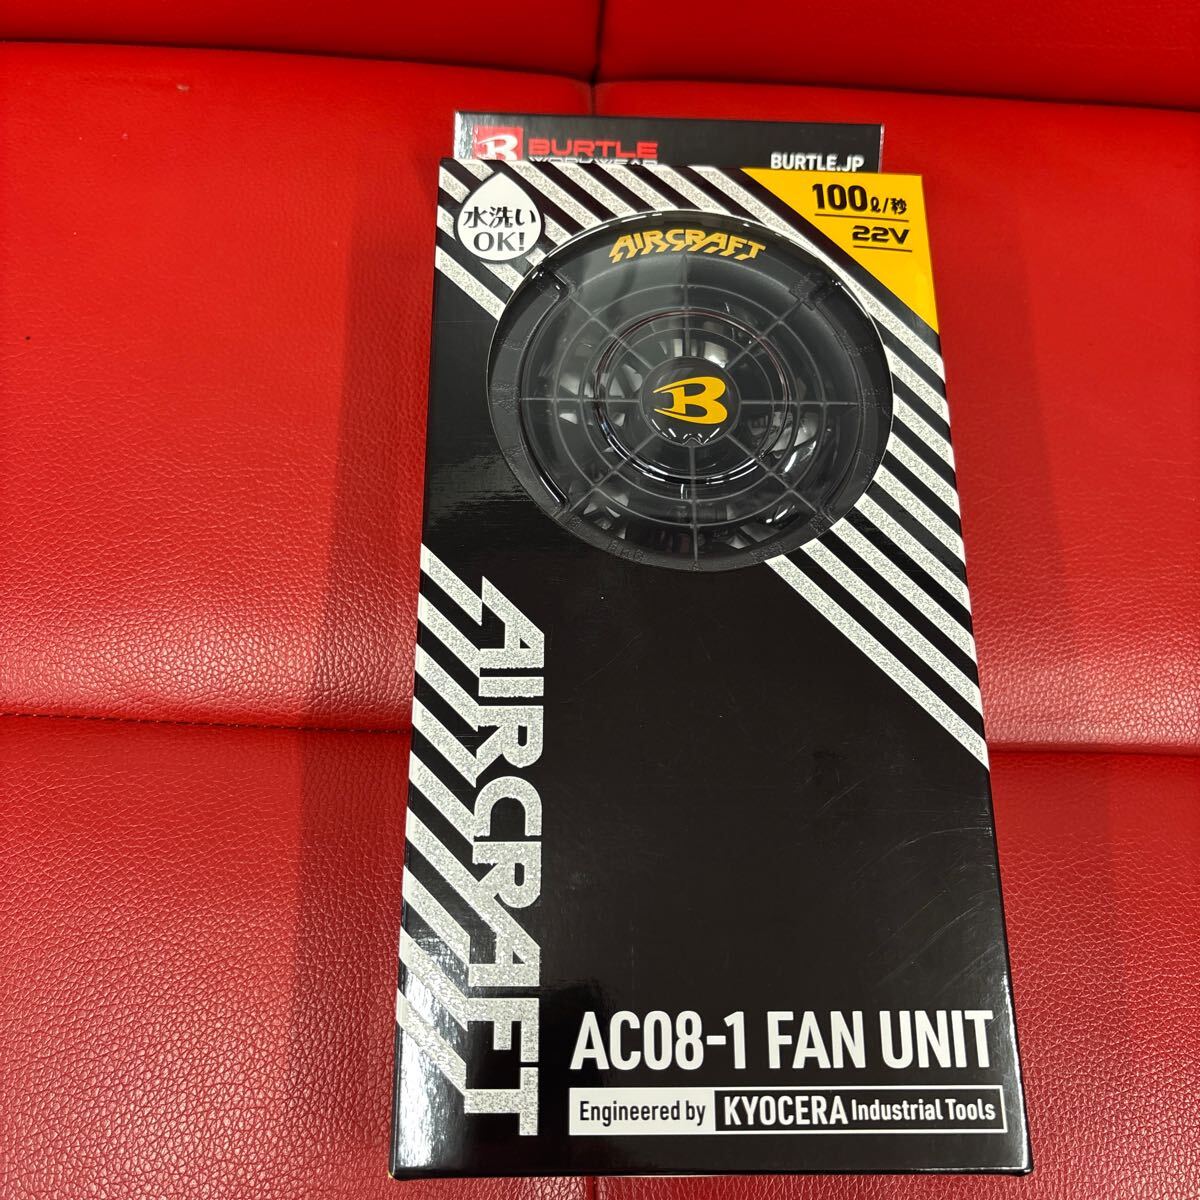 BURTLE
WORKWEAR
BURTLE.JP
水洗い
OK!
100ℓ/秒
22V
AIRCRAFT
B
AIRCRAFT
AC08-1 FAN UNIT
Engineered by KYOCERA Industrial Tools